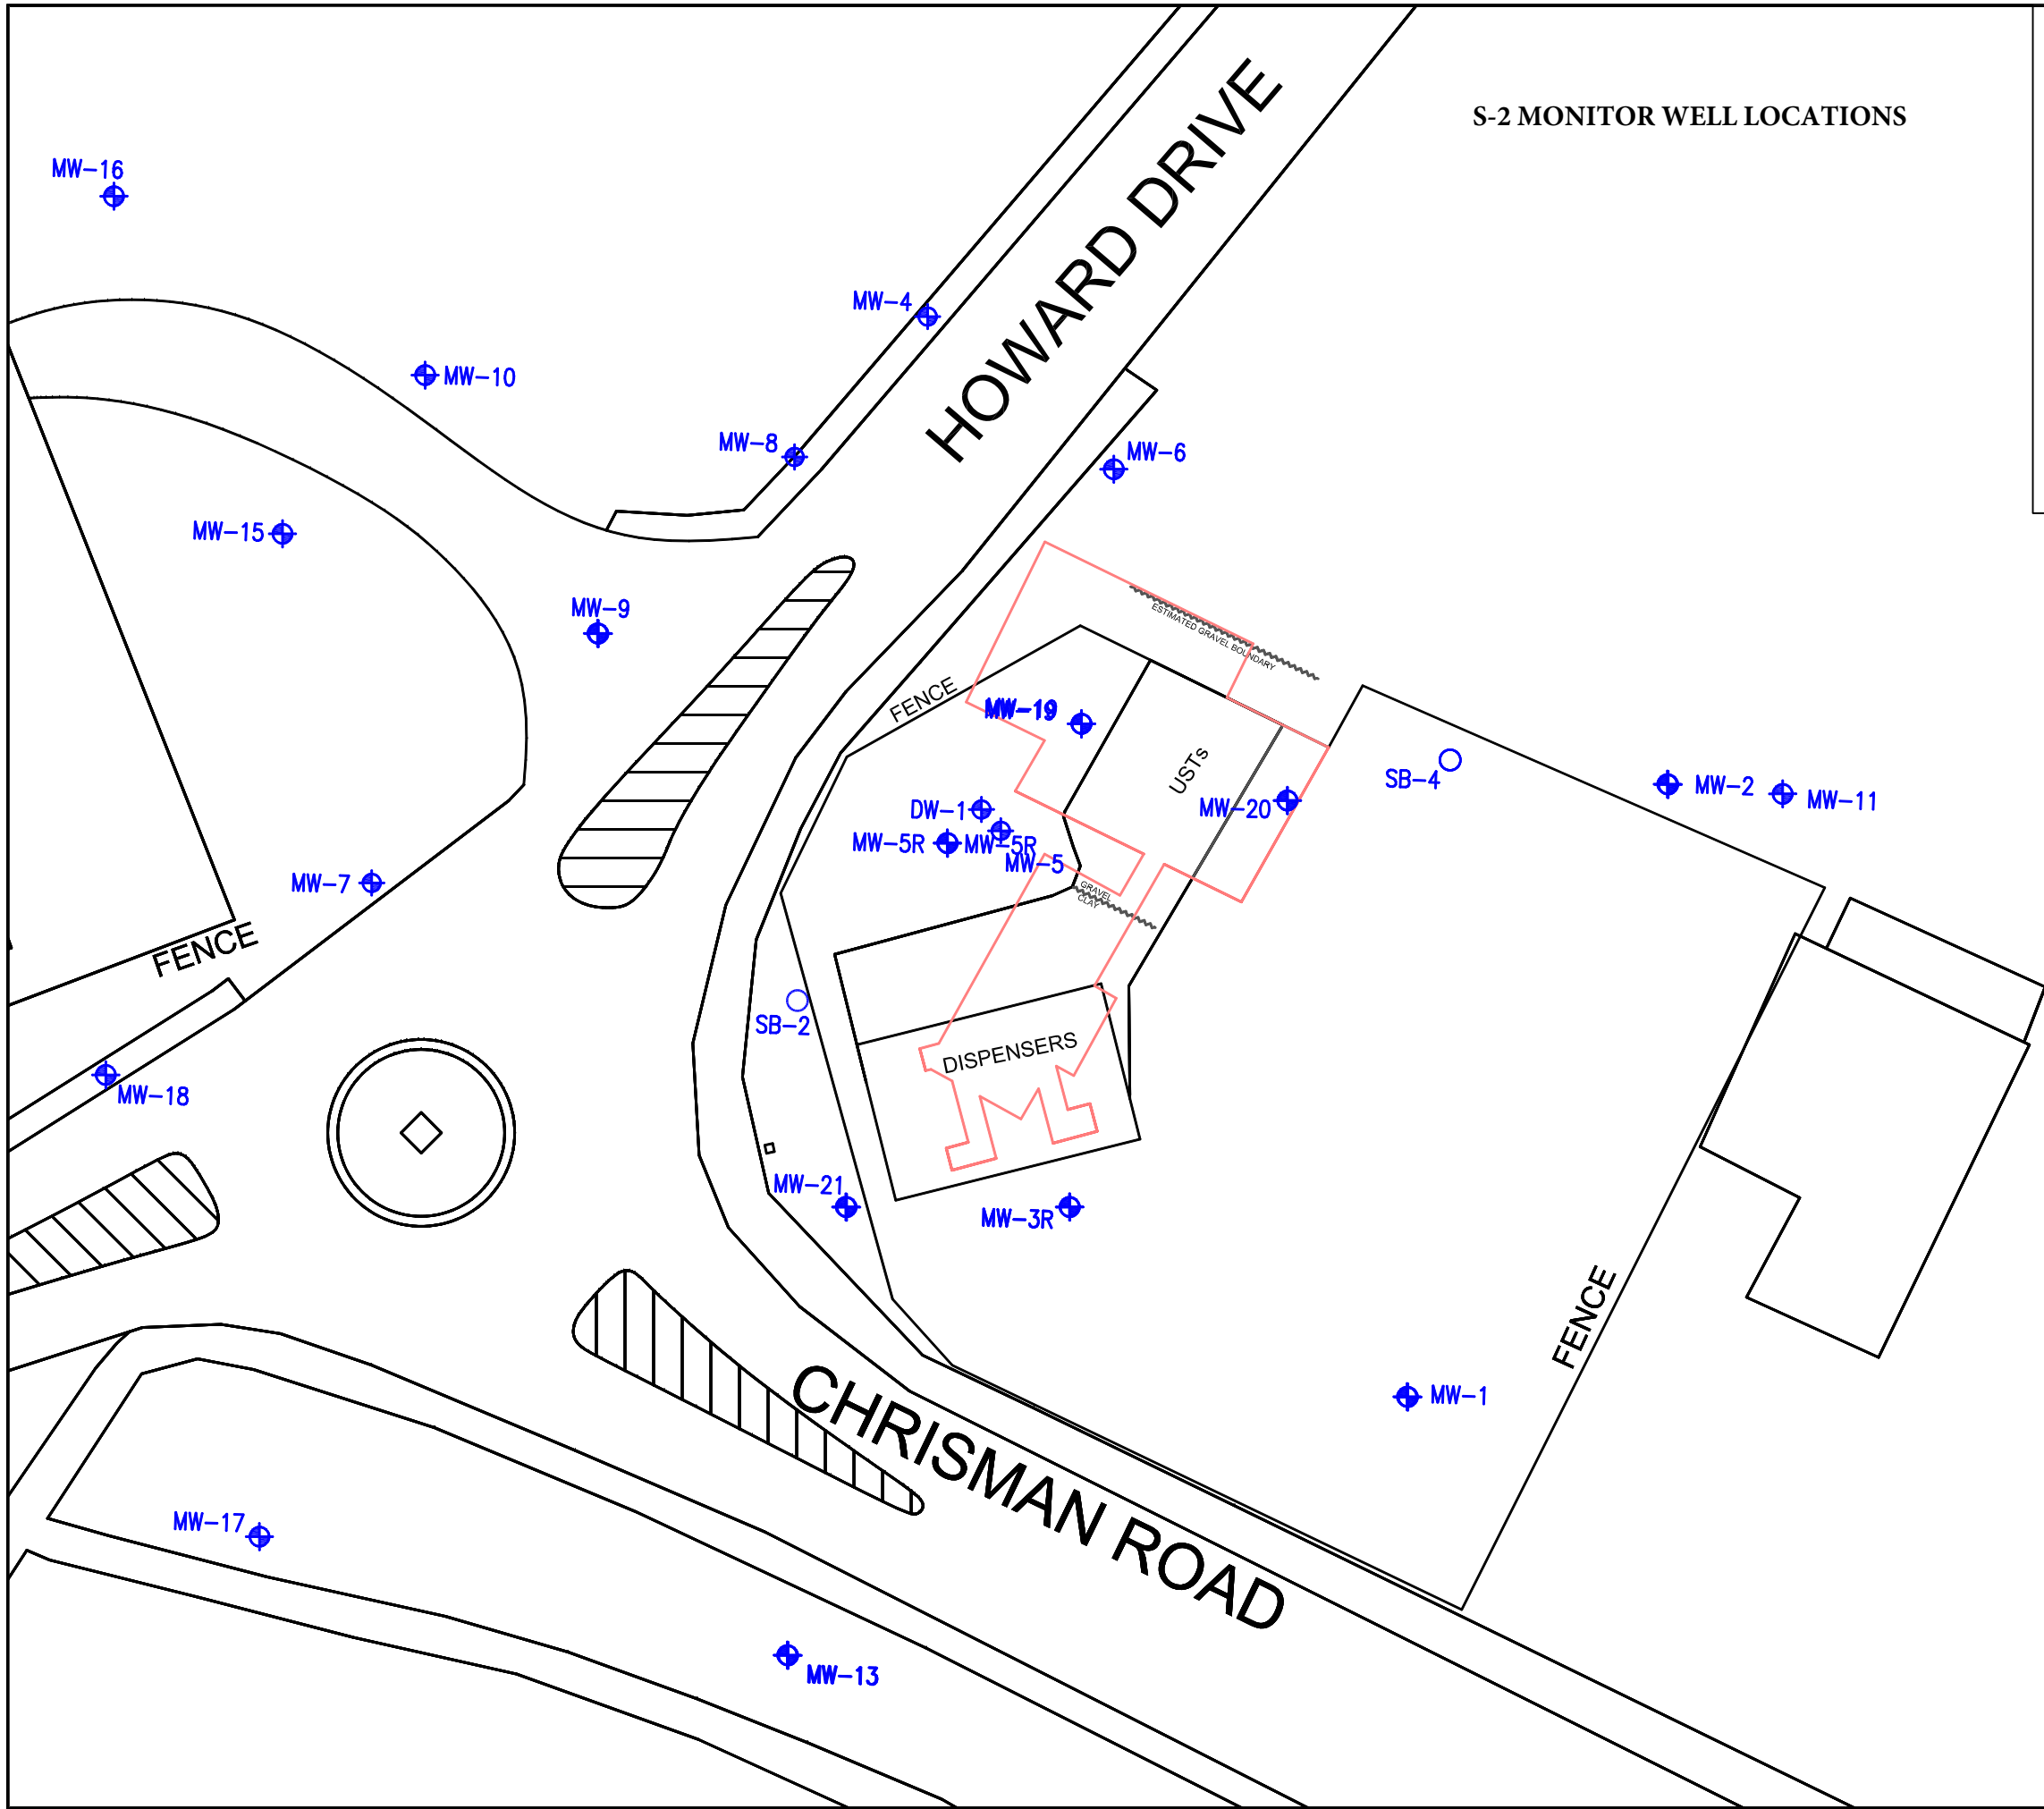 S-2 MONITOR WELL LOCATIONS
HOWARD DRIVE
MW-16
MW-4
MW-10
MW-8
MW-6
MW-15
MW-9
ESTIMATED GRAVEL BOUNDARY
FENCE
MW-19
USTs
SB-4
MW-2
MW-11
MW-20
DW-1
MW-5R
MW-5R
MW-5
MW-7
GRAVEL
CLAY
FENCE
SB-2
DISPENSERS
MW-18
MW-21
MW-3R
FENCE
MW-1
CHRISMAN ROAD
MW-17
MW-13